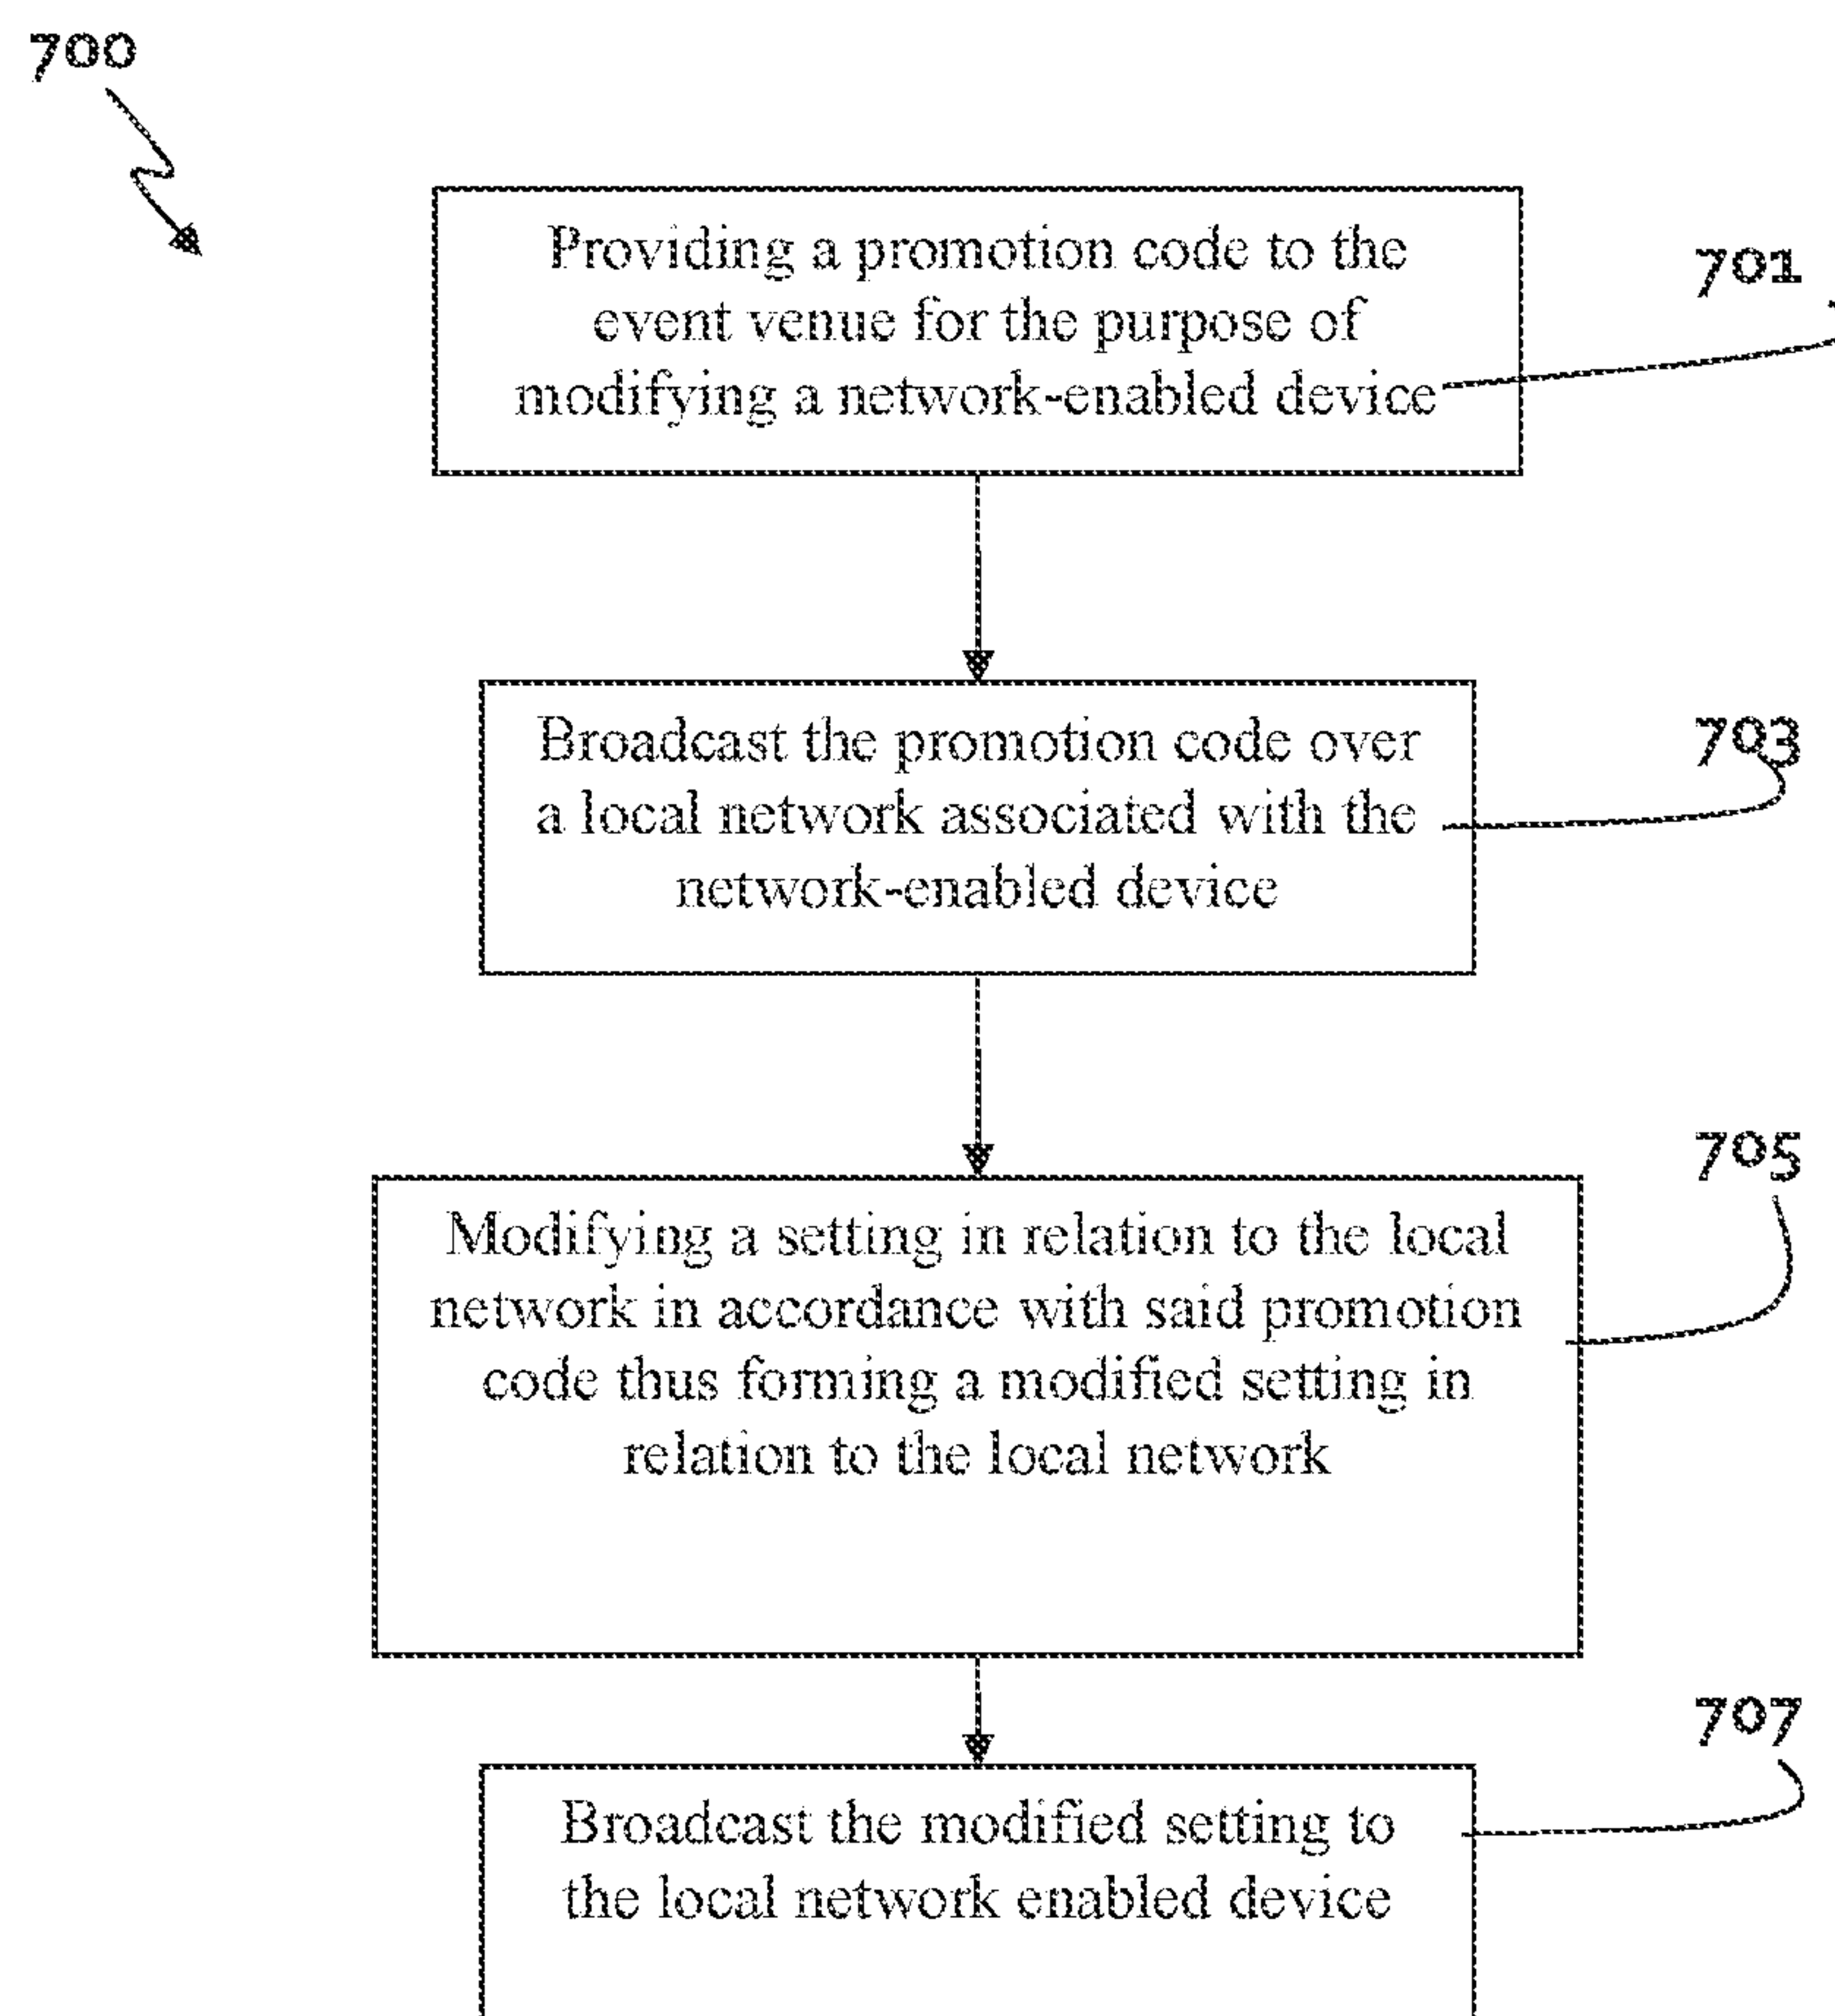 700
Providing a promotion code to the
event venue for the purpose of
modifying a network-enabled device
701
Broadcast the promotion code over
a local network associated with the
network-enabled device
703
Modifying a setting in relation to the local
network in accordance with said promotion
code thus forming a modified setting in
relation to the local network
705
Broadcast the modified setting to
the local network enabled device
707